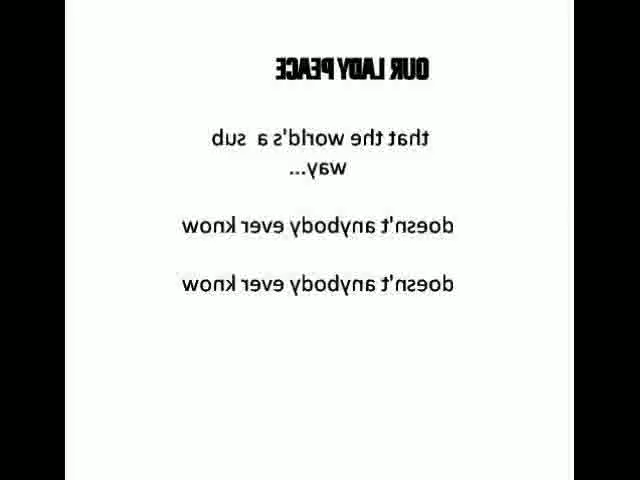 OUR LADY PEACE
that the world's a sub
way...
doesn't anybody ever know
doesn't anybody ever know